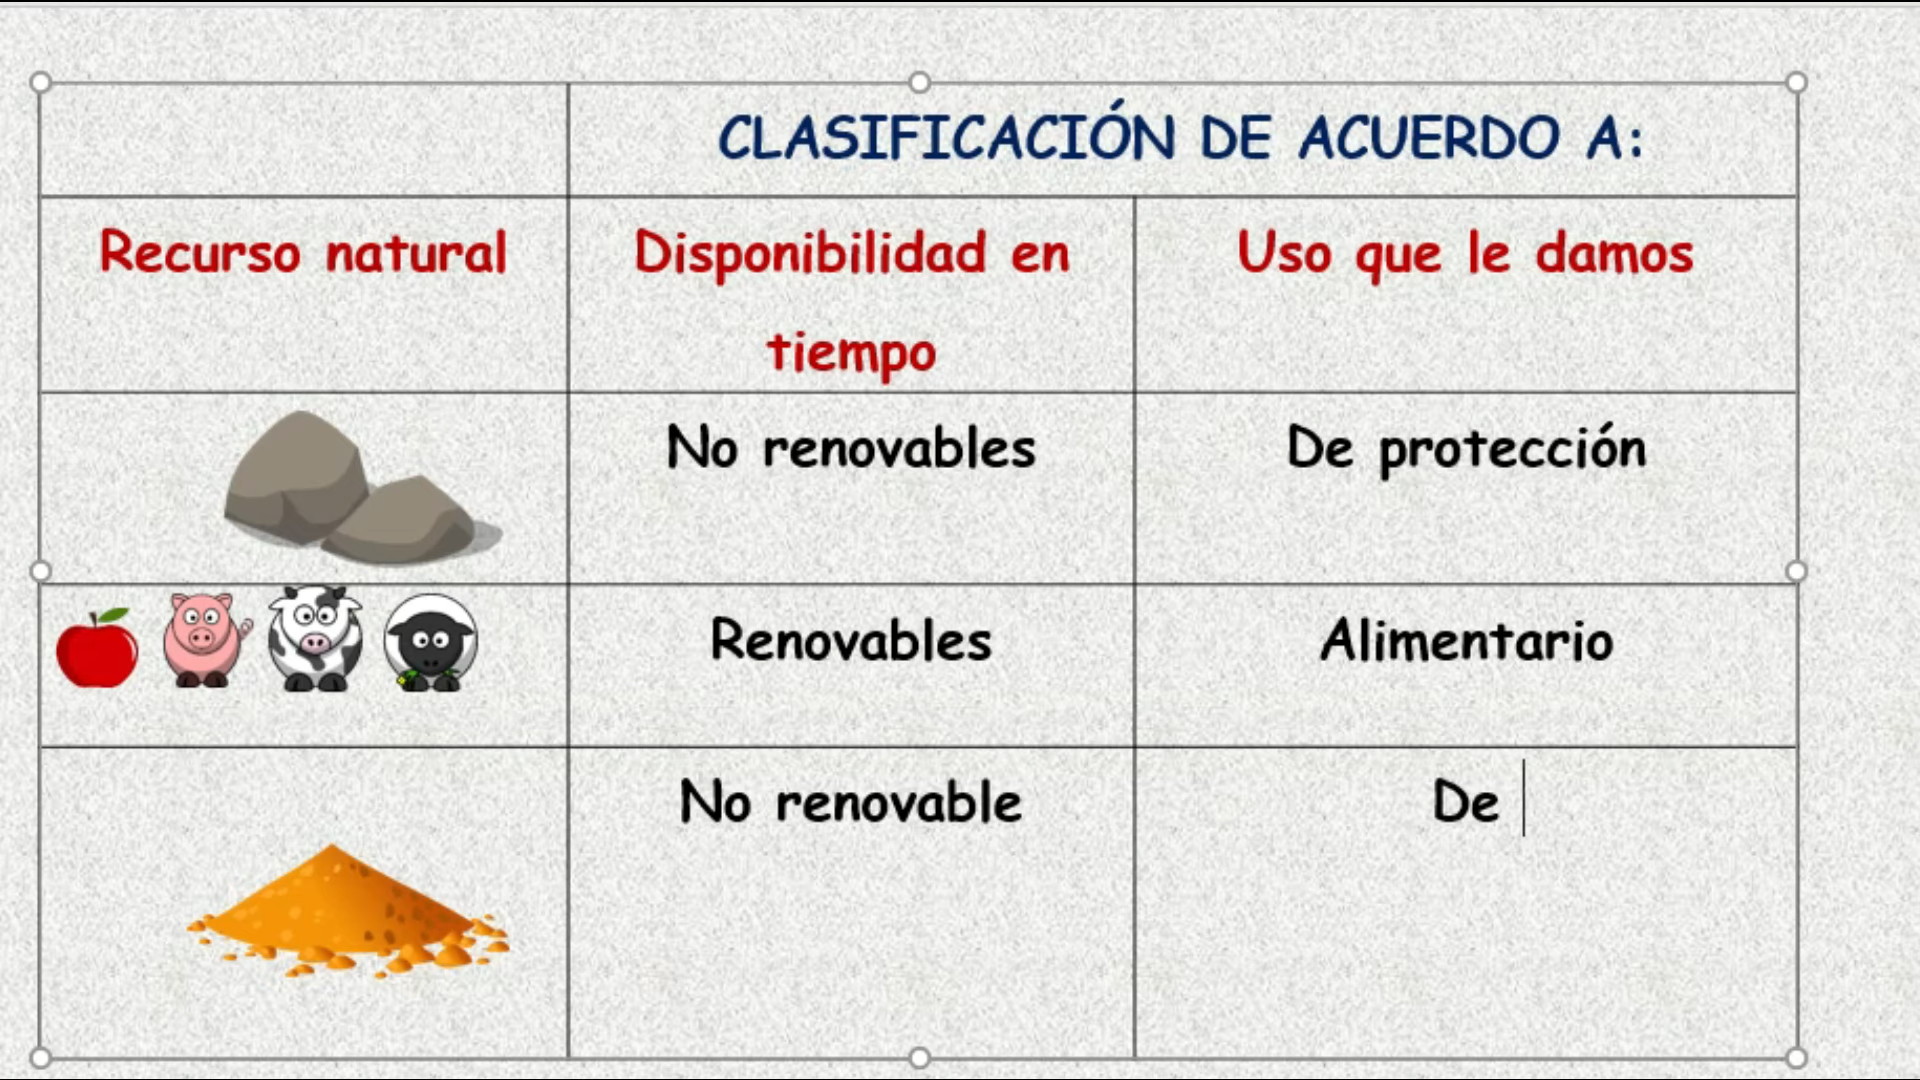 CLASIFICACIÓN DE ACUERDO A:
Recurso natural
Disponibilidad en
tiempo
Uso que le damos
No renovables
De protección
Renovables
Alimentario
No renovable
De